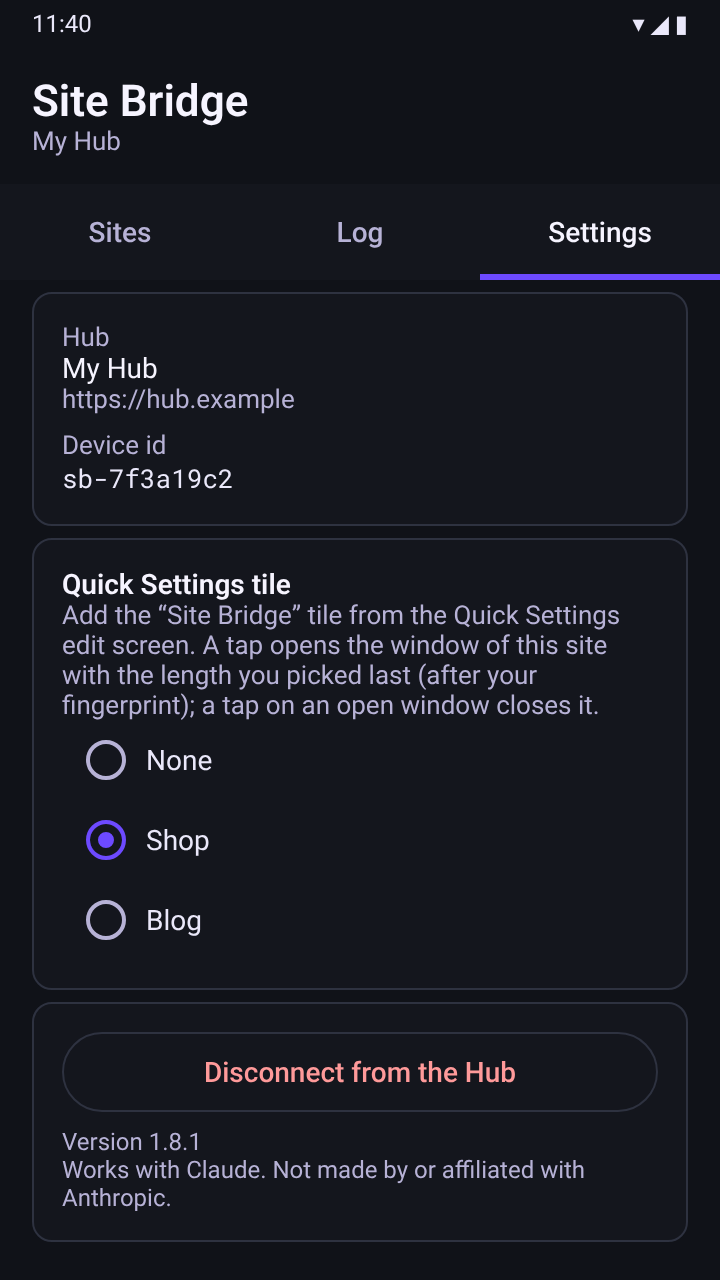 11:40
Site Bridge
My Hub
Sites
Log
Settings
Hub
My Hub
https://hub.example
Device id
sb-7f3a19c2
Quick Settings tile
Add the “Site Bridge” tile from the Quick Settings
edit screen. A tap opens the window of this site
with the length you picked last (after your
fingerprint); a tap on an open window closes it.
None
Shop
Blog
Disconnect from the Hub
Version 1.8.1
Works with Claude. Not made by or affiliated with
Anthropic.